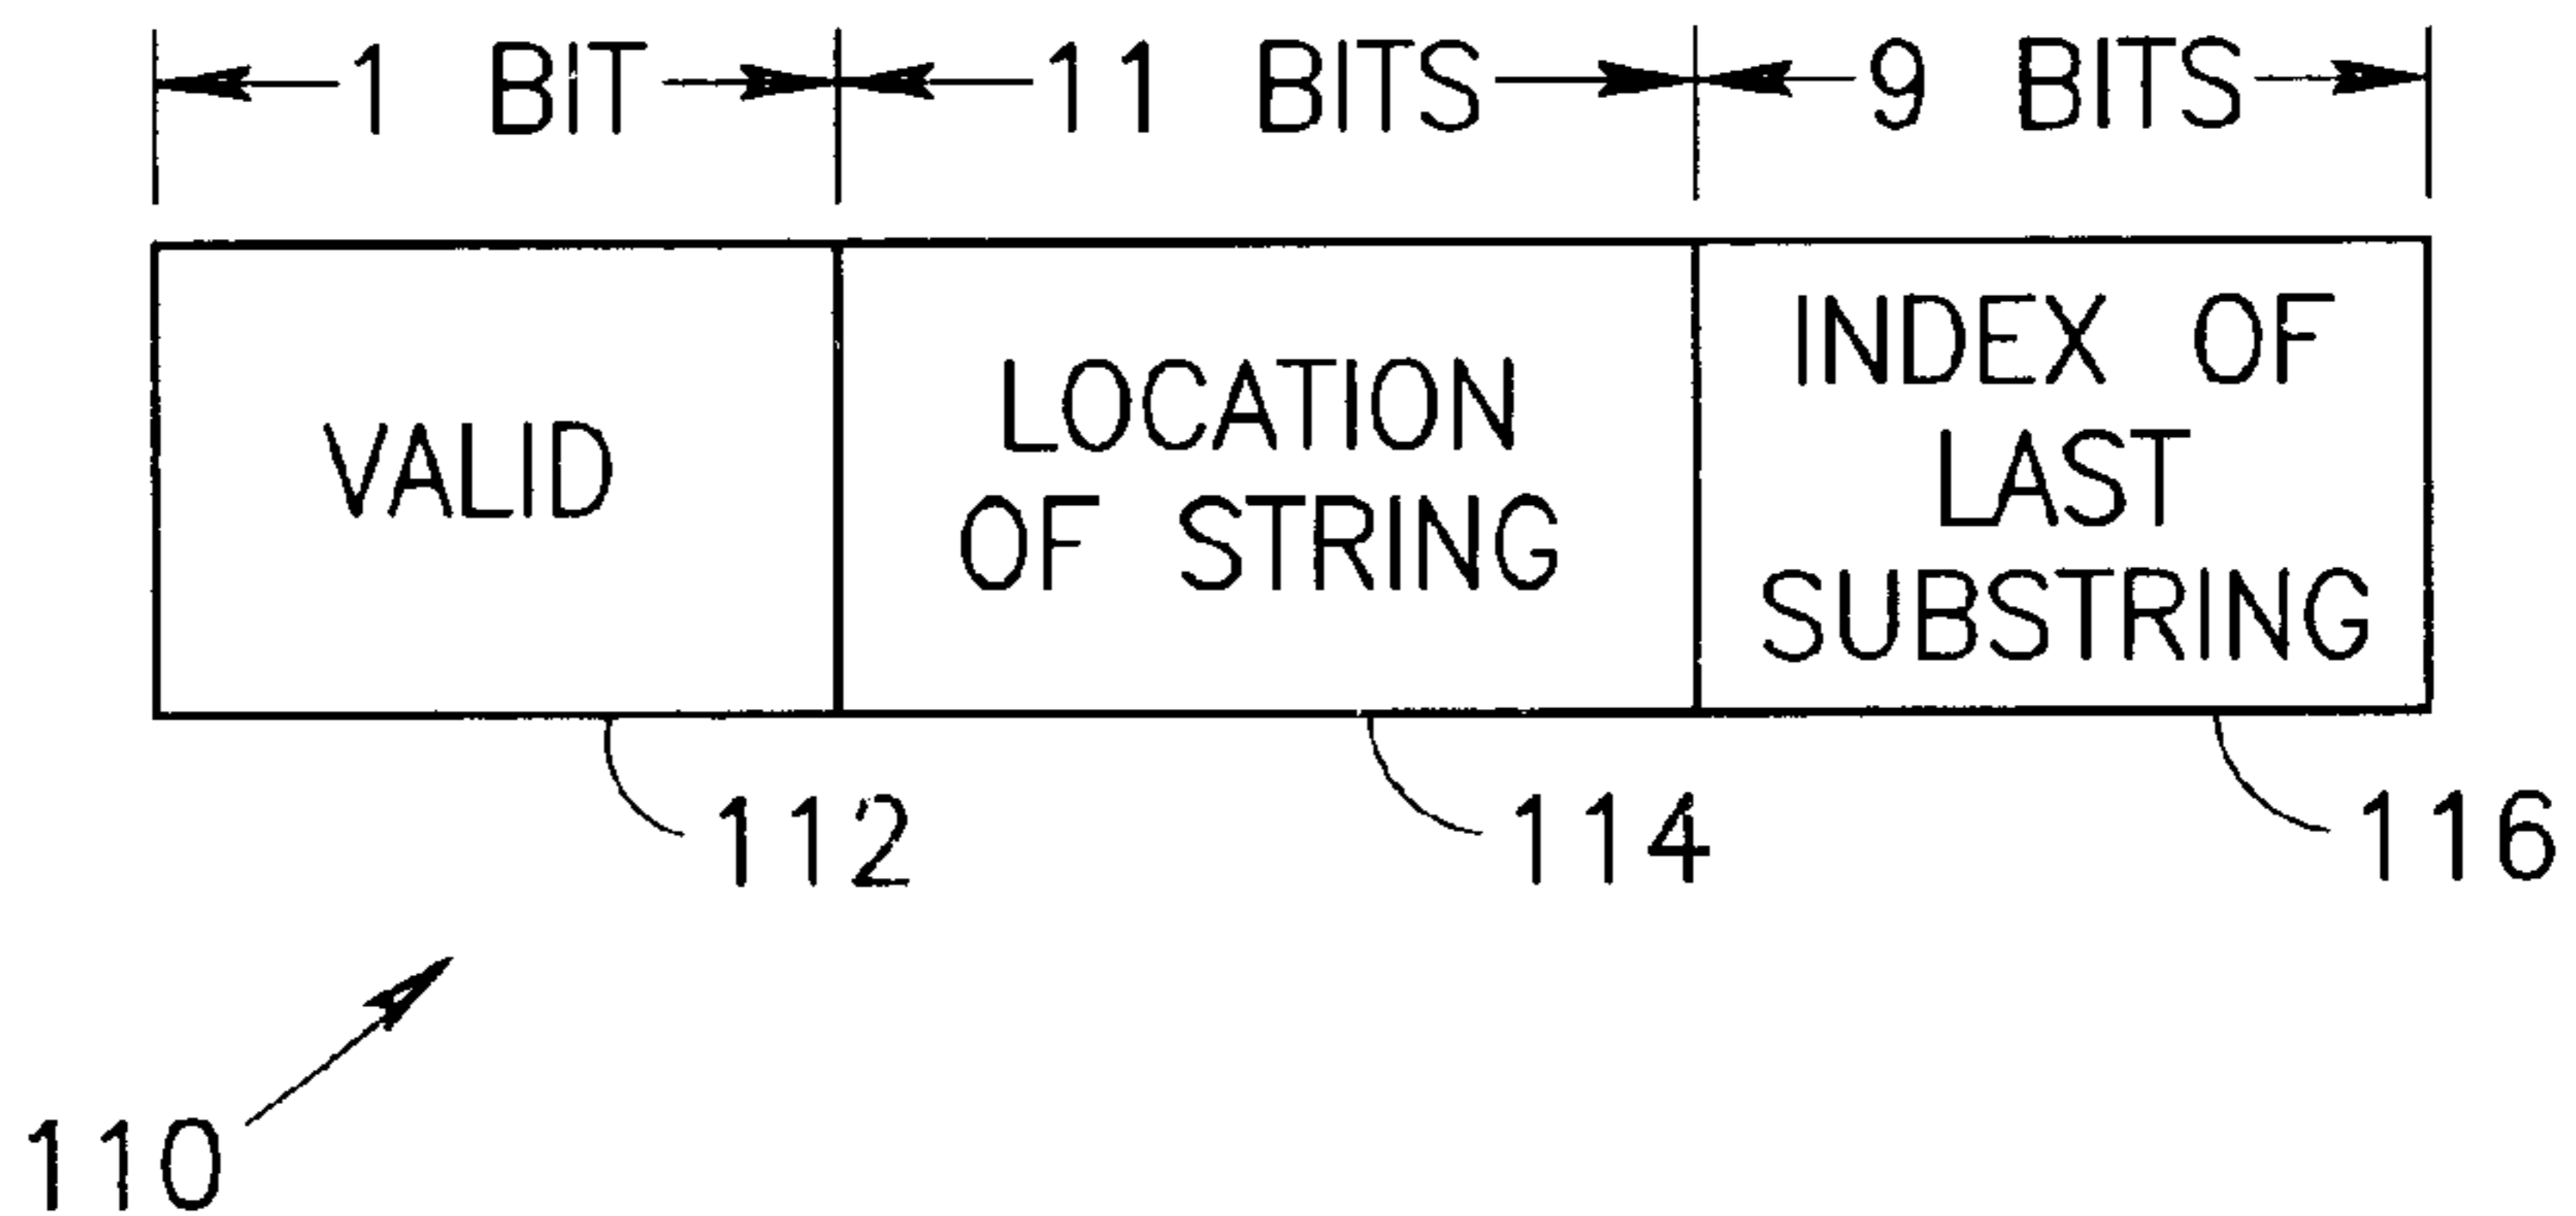 1 BIT 11 BITS 9 BITS
VALID
LOCATION
OF STRING
INDEX OF
LAST
SUBSTRING
112 114 116
110